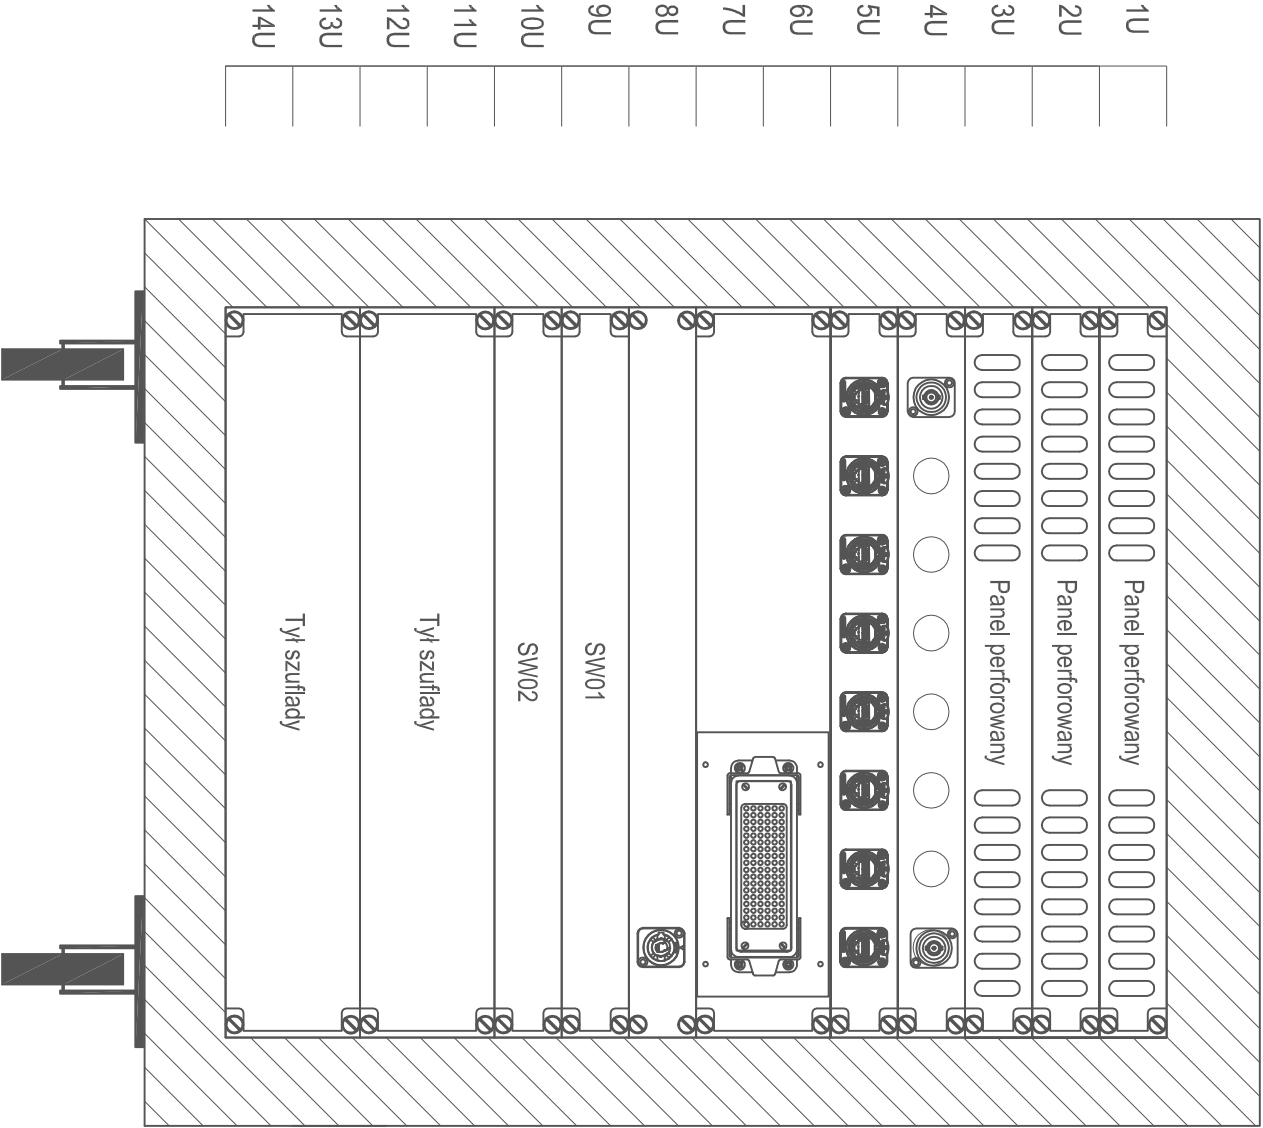 1U
2U
3U
4U
5U
6U
7U
8U
9U
10U
11U
12U
13U
14U
Panel perforowany
Panel perforowany
Panel perforowany
SW01
SW02
Tył szuflady
Tył szuflady